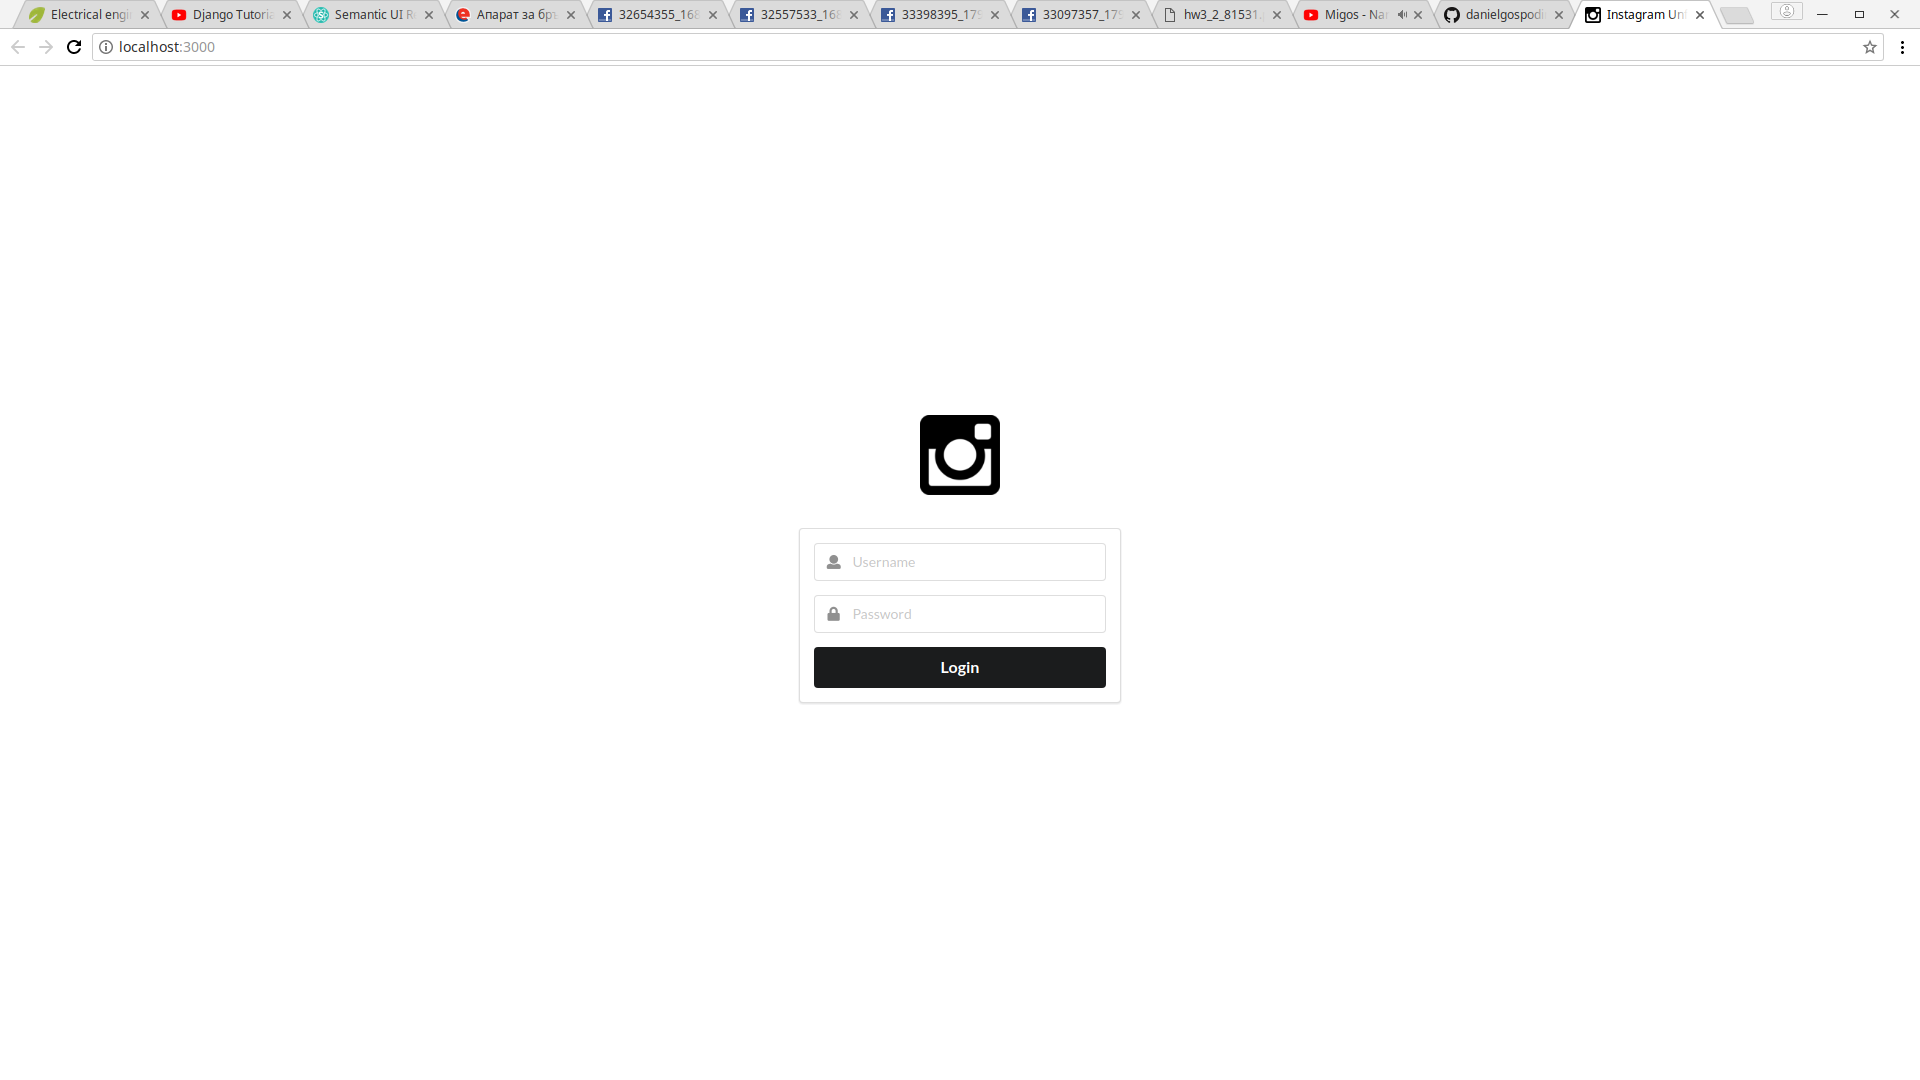 Electrical engi
Django Tutoria
Semantic UI R
Апарат за бръ
32654355_168
32557533_168
33398395_179
33097357_179
hw3_2_81531.
Migos - Na
danielgospodi
Instagram Un
localhost:3000
Username
Password
Login